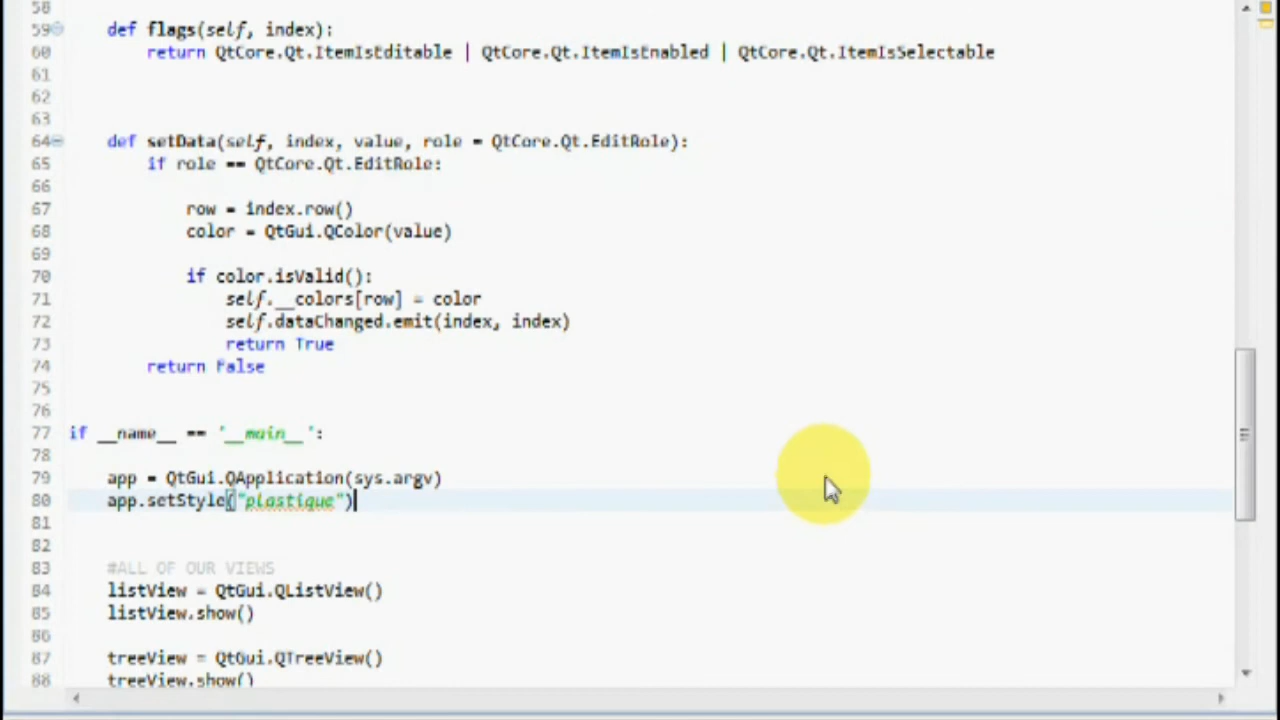 58
59 def flags(self, index):
60 return QtCore.Qt.ItemIsEditable | QtCore.Qt.ItemIsEnabled | QtCore.Qt.ItemIsSelectable
61
62
63
64 def setData(self, index, value, role = QtCore.Qt.EditRole):
65 if role == QtCore.Qt.EditRole:
66
67 row = index.row()
68 color = QtGui.QColor(value)
69
70 if color.isValid():
71 self.__colors[row] = color
72 self.dataChanged.emit(index, index)
73 return True
74 return False
75
76
77 if __name__ == '__main__':
78
79 app = QtGui.QApplication(sys.argv)
80 app.setStyle("plastique")
81
82
83 #ALL OF OUR VIEWS
84 listView = QtGui.QListView()
85 listView.show()
86
87 treeView = QtGui.QTreeView()
88 treeView.show()